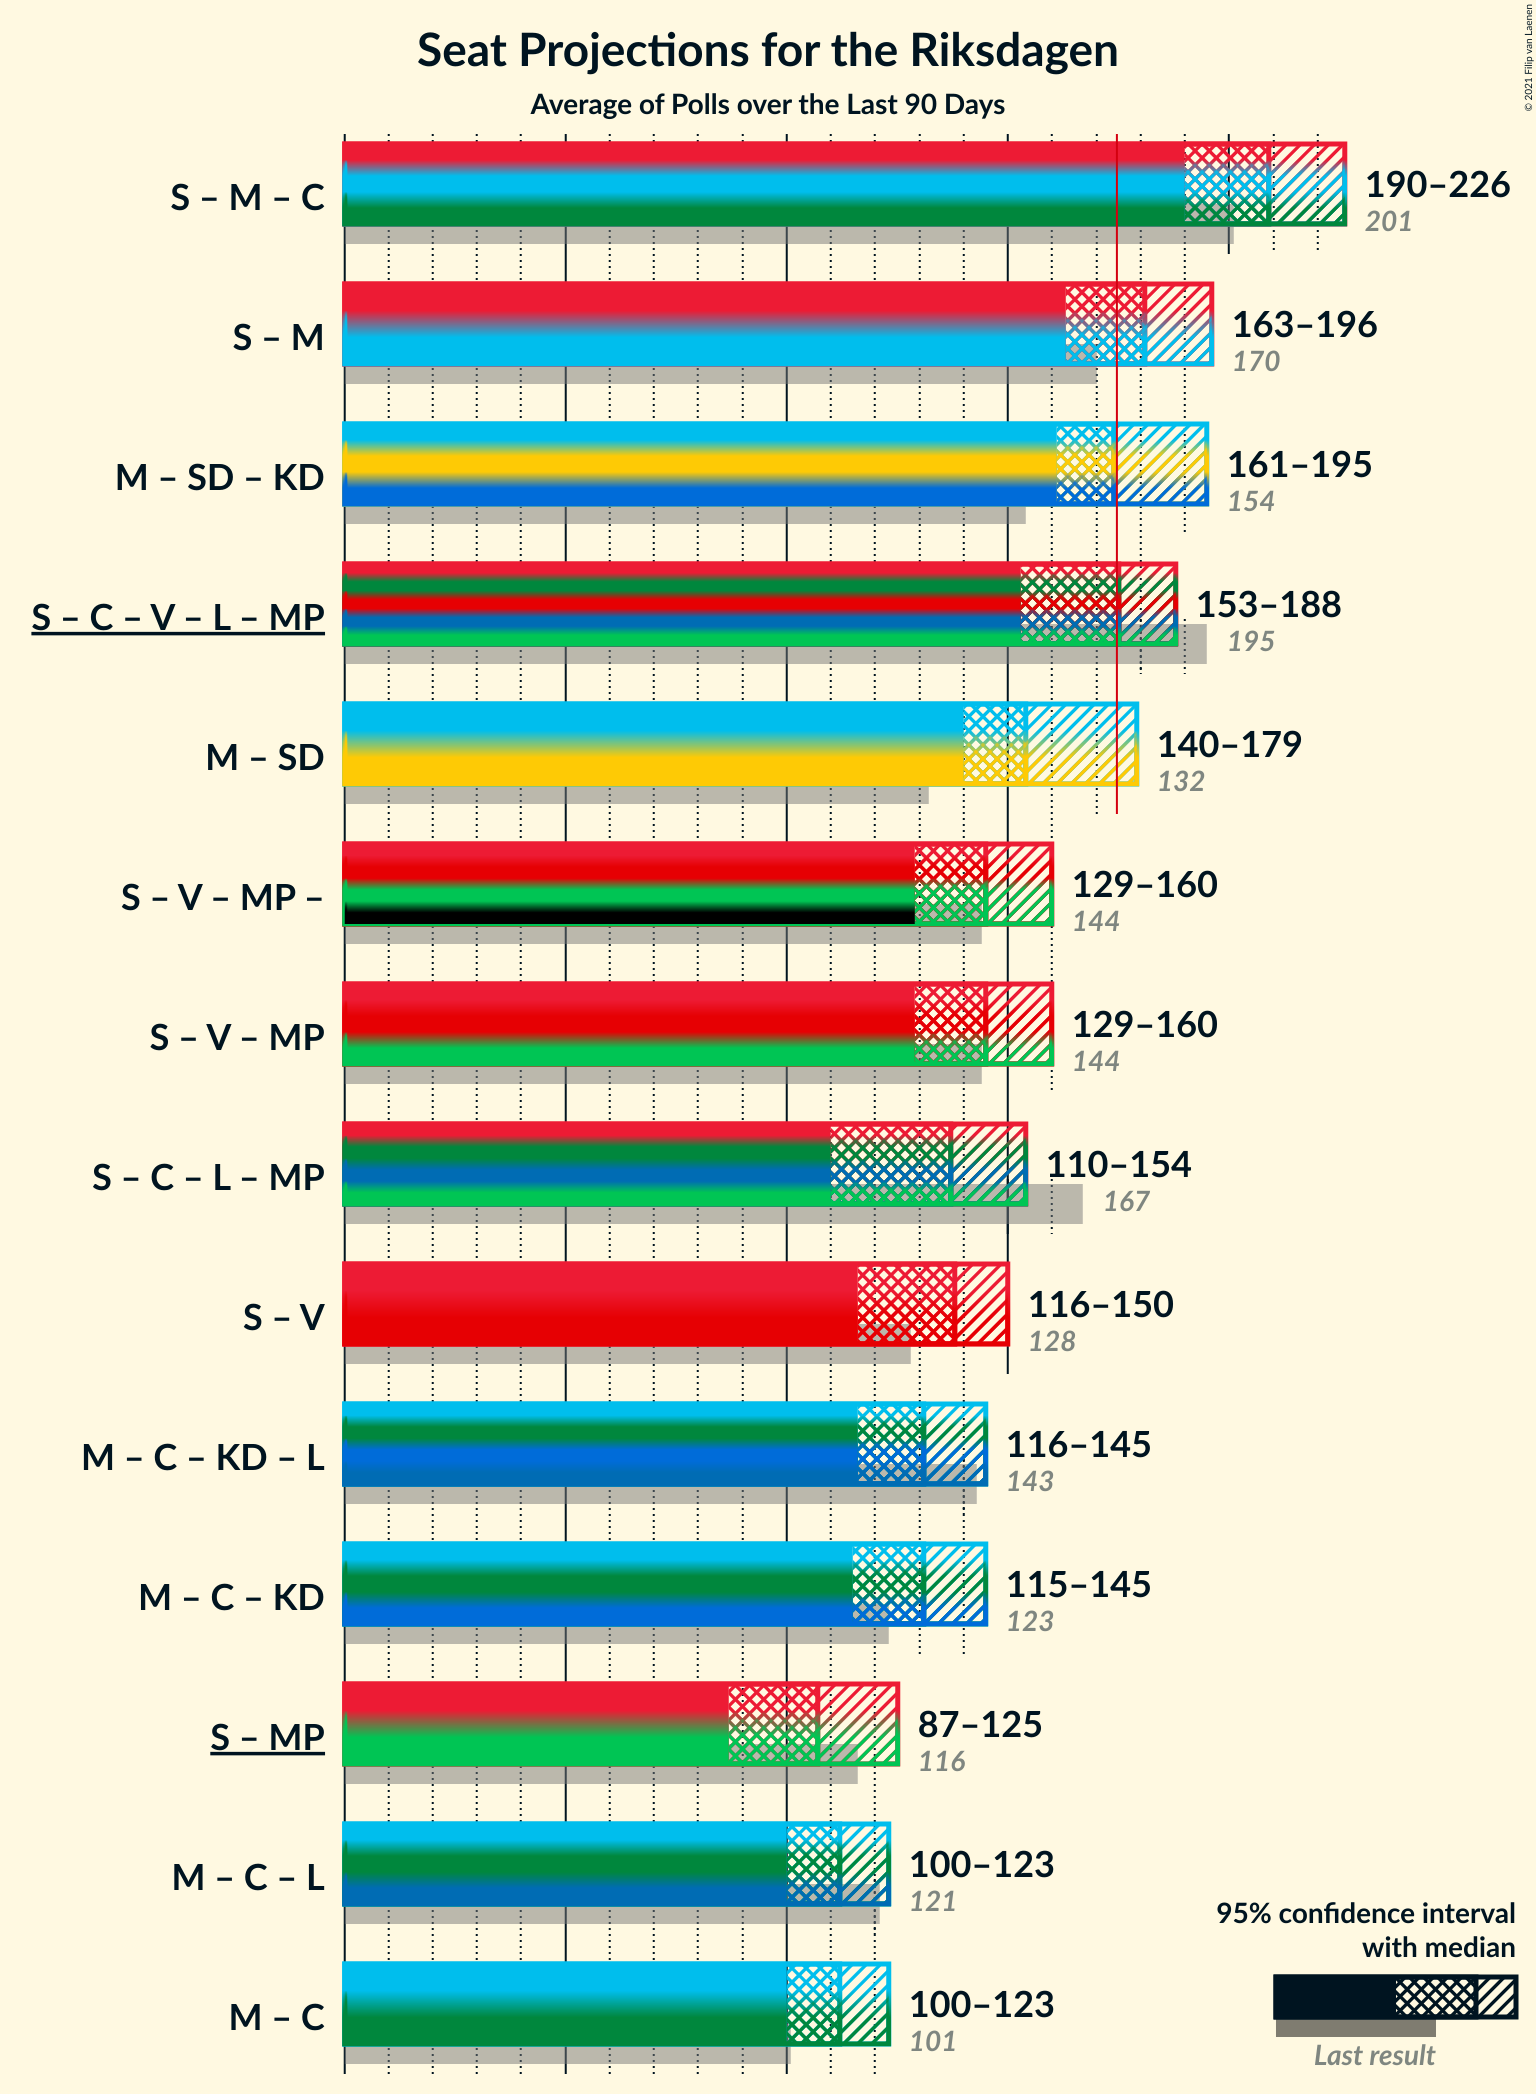 Seat Projections for the Riksdagen
Average of Polls over the Last 90 Days
© 2021 Filip van Laenen
S – M – C
190–226
201
S – M
163–196
170
M – SD – KD
161–195
154
S – C – V – L – MP
153–188
195
M – SD
140–179
132
S – V – MP –
129–160
144
S – V – MP
129–160
144
S – C – L – MP
110–154
167
S – V
116–150
128
M – C – KD – L
116–145
143
M – C – KD
115–145
123
S – MP
87–125
116
M – C – L
100–123
121
M – C
100–123
101
95% confidence interval
with median
Last result